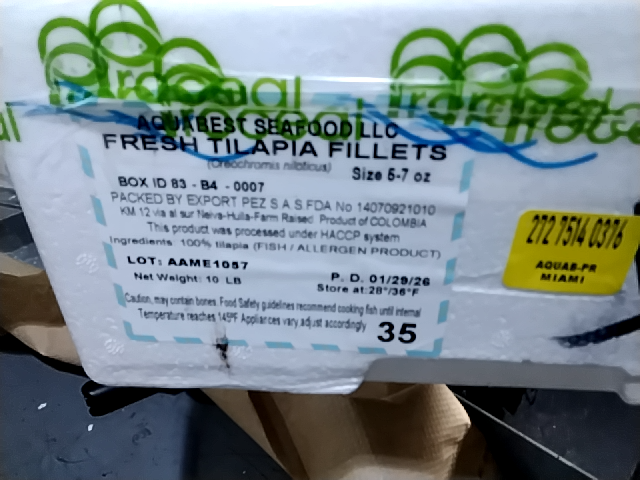 AQUABEST SEAFOOD LLC
FRESH TILAPIA FILLETS
(Oreochromis niloticus)
Size 5-7 oz
BOX ID 83 - B4 - 0007
PACKED BY EXPORT PEZ S A S FDA No 14070921010
KM 12 via al sur Neiva-Huila-Farm Raised Product of COLOMBIA
This product was processed under HACCP system
Ingredients 100% tilapia (FISH / ALLERGEN PRODUCT)
LOT: AAME1057
Net Weight: 10 LB
P. D. 01/29/26
Store at:28°/36°F
Caution, may contain bones. Food Safety guidelines recommend cooking fish until internal
Temperature reaches 145ºF Appliances vary, adjust accordingly
35
272 7514 0376
AQUAB-PR
MIAMI